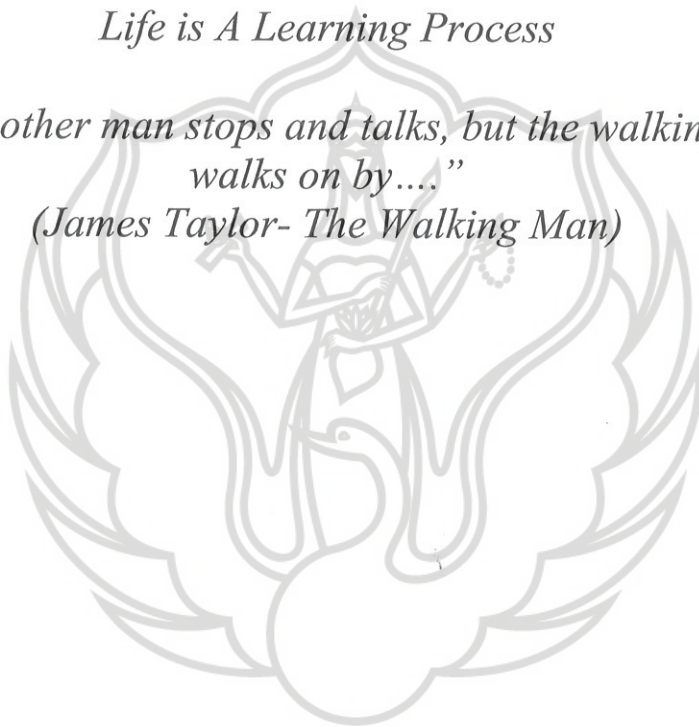 Life is A Learning Process
other man stops and talks, but the walkin
walks on by....”
(James Taylor- The Walking Man)